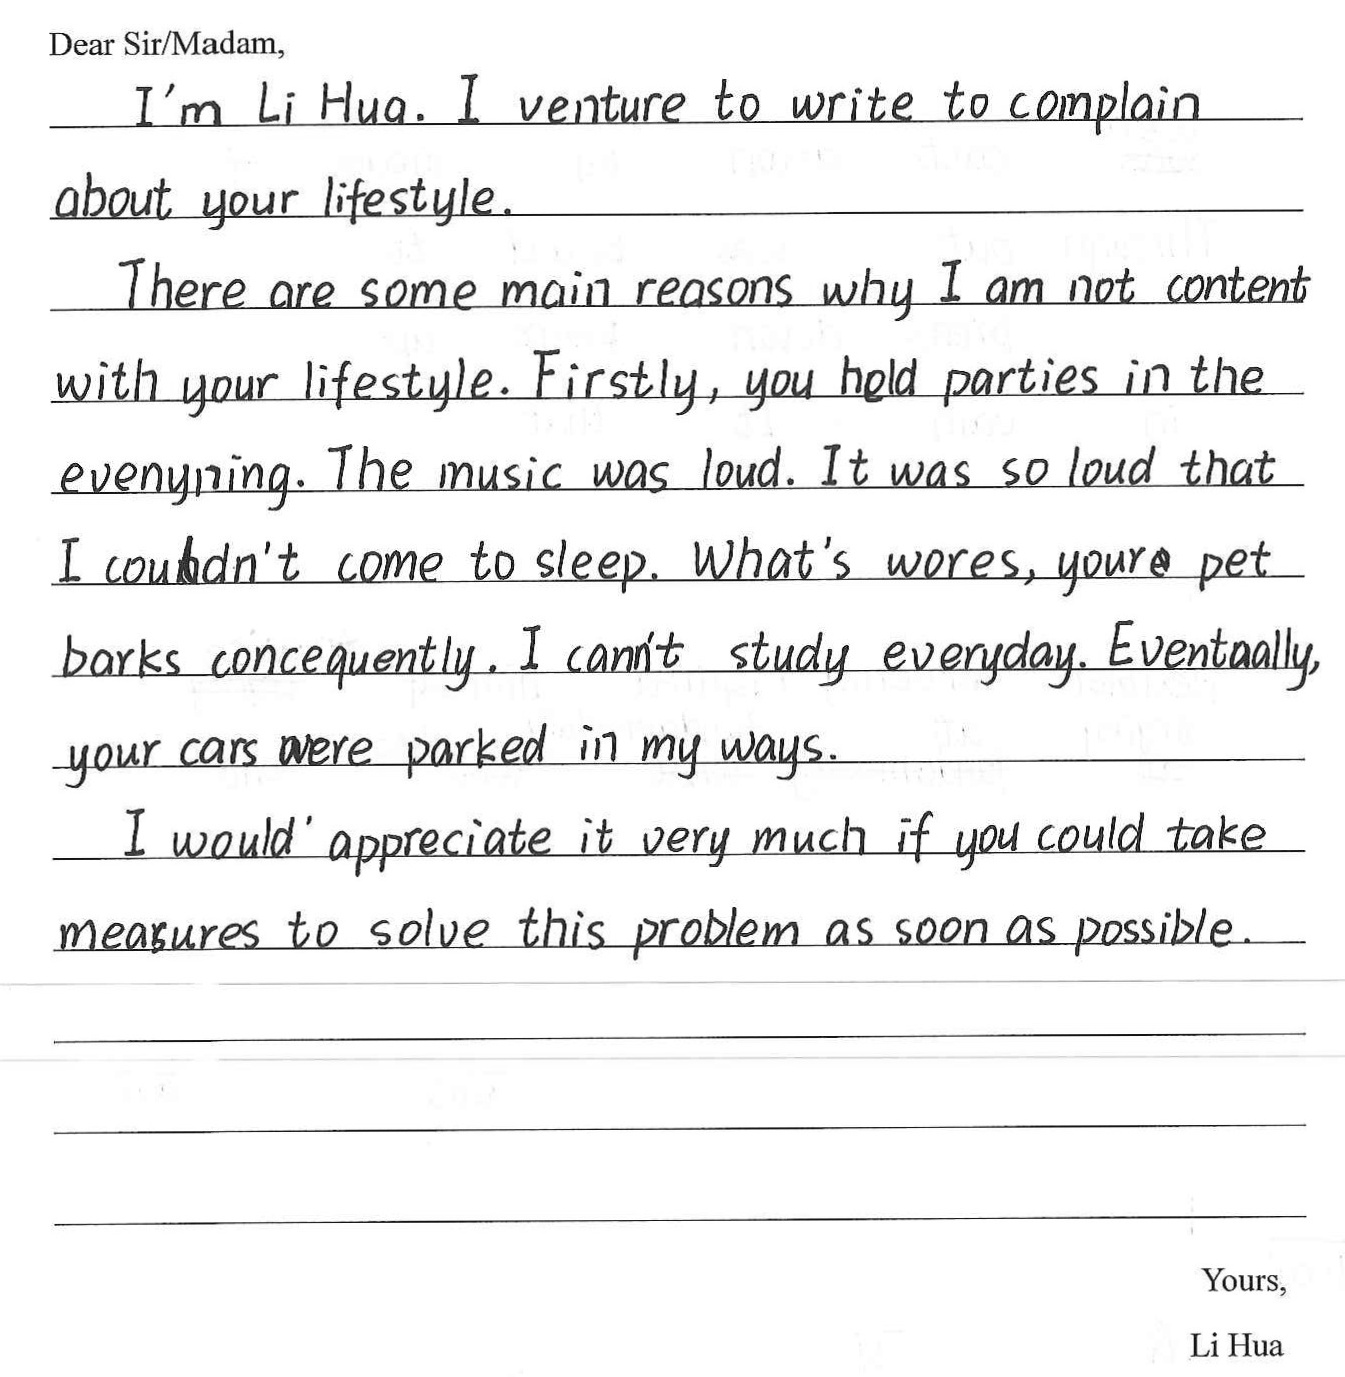 Dear Sir/Madam,
I'm Li Hua. I venture to write to complain
about your lifestyle.
There are some main reasons why I am not content
with your lifestyle. Firstly, you hold parties in the
evenyning. The music was loud. It was so loud that
I couldn't come to sleep. What's wores, youre pet
barks concequently. I cann't study everyday. Eventaally,
your cars were parked in my ways.
I would' appreciate it very much if you could take
measures to solve this problem as soon as possible.
Yours,
Li Hua